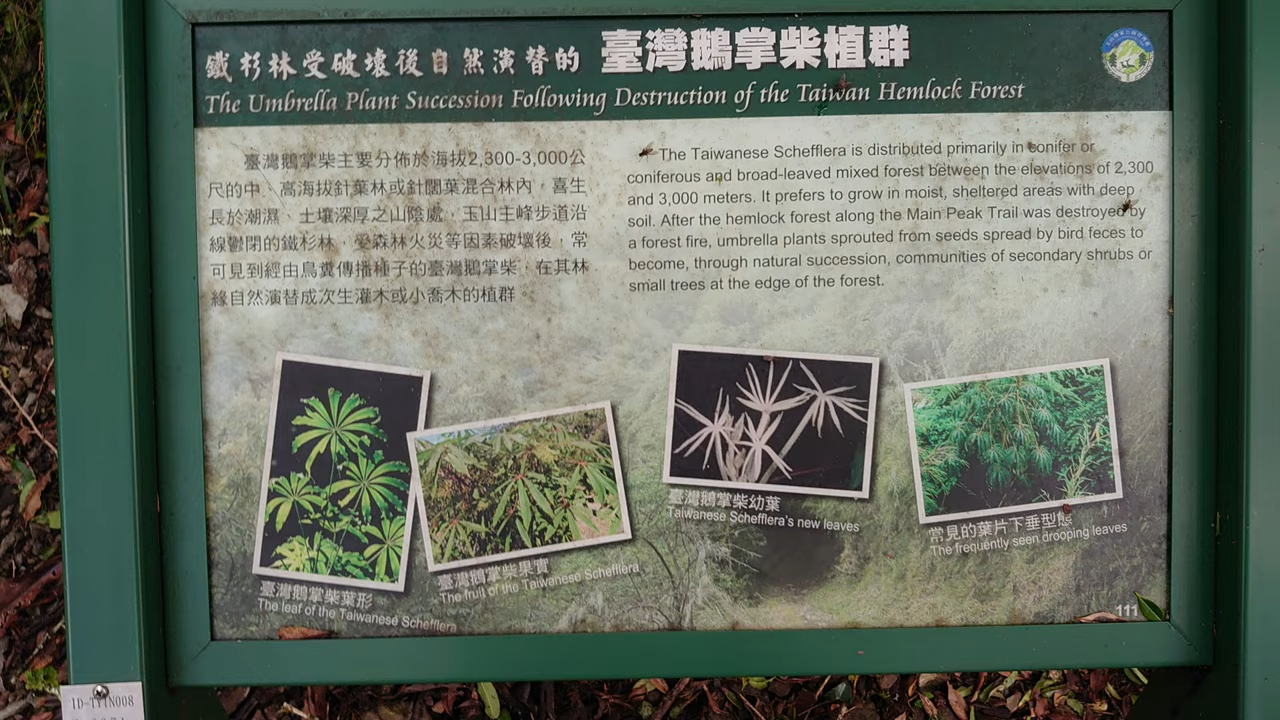 鐵杉林受破壞後自然演替的 臺灣鵝掌柴植群
The Umbrella Plant Succession Following Destruction of the Taiwan Hemlock Forest
臺灣鵝掌柴主要分佈於海拔2,300-3,000公
尺的中、高海拔針葉林或針闊葉混合林內，喜生
長於潮濕、土壤深厚之山陰處，玉山主峰步道沿
線鬱閉的鐵杉林，受森林火災等因素破壞後，常
可見到經由鳥糞傳播種子的臺灣鵝掌柴，在其林
緣自然演替成次生灌木或小喬木的植群。
The Taiwanese Schefflera is distributed primarily in conifer or
coniferous and broad-leaved mixed forest between the elevations of 2,300
and 3,000 meters. It prefers to grow in moist, sheltered areas with deep
soil. After the hemlock forest along the Main Peak Trail was destroyed by
a forest fire, umbrella plants sprouted from seeds spread by bird feces to
become, through natural succession, communities of secondary shrubs or
small trees at the edge of the forest.
臺灣鵝掌柴葉形
The leaf of the Taiwanese Schefflera
臺灣鵝掌柴果實
The fruit of the Taiwanese Schefflera
臺灣鵝掌柴幼葉
Taiwanese Schefflera's new leaves
常見的葉片下垂型態
The frequently seen drooping leaves
111
ID-TYIN008